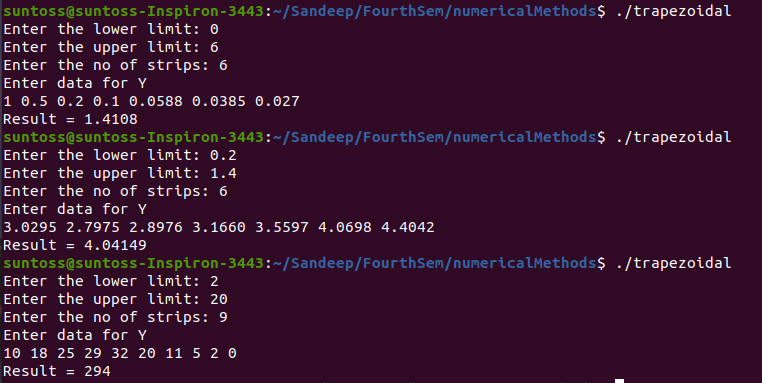 suntoss@suntoss-Inspiron-3443:~/Sandeep/FourthSem/numericalMethods$ ./trapezoidal
Enter the lower limit: 0
Enter the upper limit: 6
Enter the no of strips: 6
Enter data for Y
1 0.5 0.2 0.1 0.0588 0.0385 0.027
Result = 1.4108
suntoss@suntoss-Inspiron-3443:~/Sandeep/FourthSem/numericalMethods$ ./trapezoidal
Enter the lower limit: 0.2
Enter the upper limit: 1.4
Enter the no of strips: 6
Enter data for Y
3.0295 2.7975 2.8976 3.1660 3.5597 4.0698 4.4042
Result = 4.04149
suntoss@suntoss-Inspiron-3443:~/Sandeep/FourthSem/numericalMethods$ ./trapezoidal
Enter the lower limit: 2
Enter the upper limit: 20
Enter the no of strips: 9
Enter data for Y
10 18 25 29 32 20 11 5 2 0
Result = 294